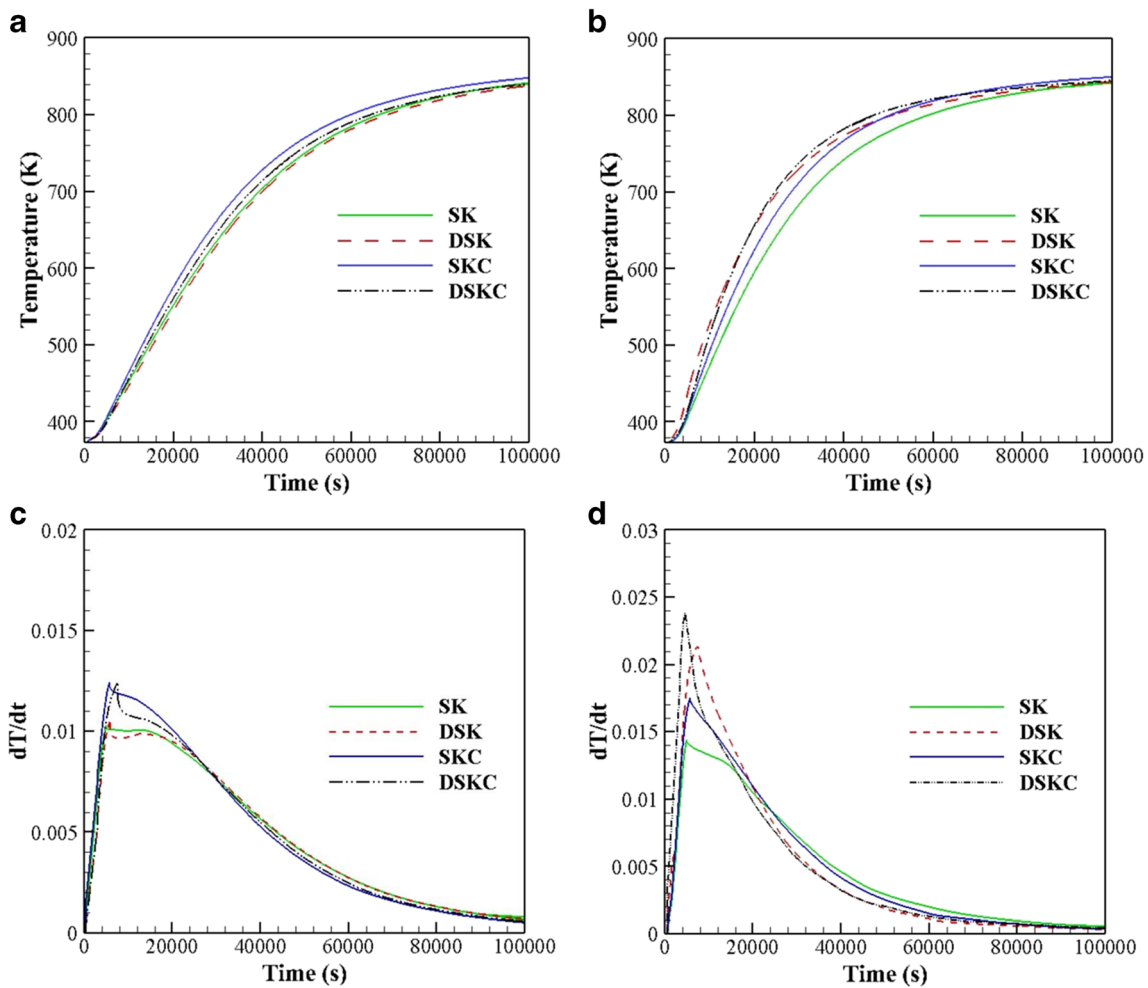 a
900
800
700
600
500
400
Temperature (K)
SK
DSK
SKC
DSKC
0 20000 40000 60000 80000 100000
Time (s)
b
900
800
700
600
500
400
Temperature (K)
SK
DSK
SKC
DSKC
0 20000 40000 60000 80000 100000
Time (s)
c
0.02
0.015
0.01
0.005
0
dT/dt
SK
DSK
SKC
DSKC
0 20000 40000 60000 80000 100000
Time (s)
d
0.03
0.025
0.02
0.015
0.01
0.005
0
dT/dt
SK
DSK
SKC
DSKC
0 20000 40000 60000 80000 100000
Time (s)